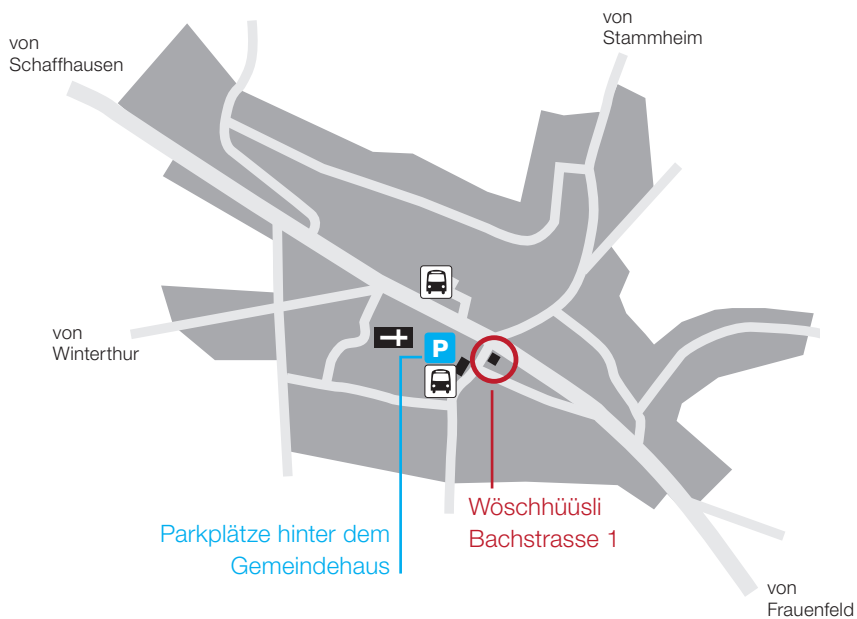 von
Schaffhausen
von
Stammheim
von
Winterthur
P
Parkplätze hinter dem
Gemeindehaus
Wöschhüüsli
Bachstrasse 1
von
Frauenfeld